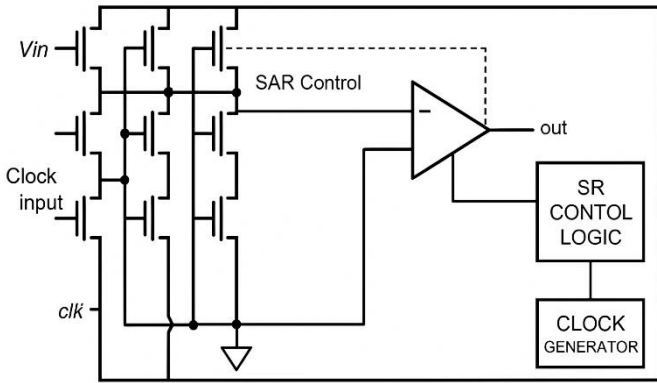 Vin
SAR Control
out
Clock
input
clk
SR
CONTOL
LOGIC
CLOCK
GENERATOR